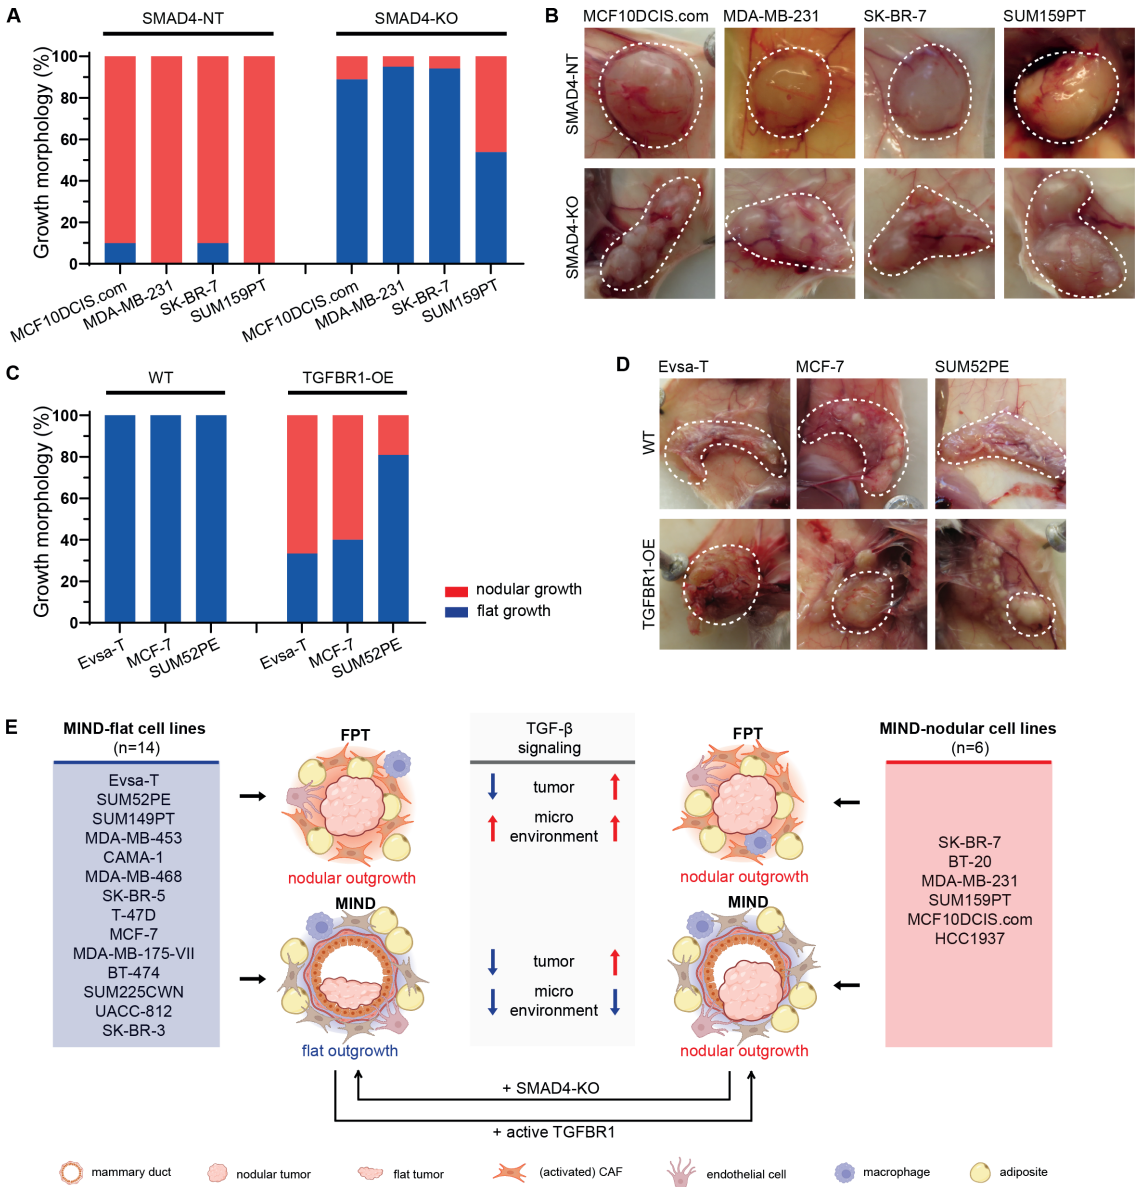 A
SMAD4-NT
SMAD4-KO
Growth morphology (%)
100
80
60
40
20
0
MCF10DCIS.com
MDA-MB-231
SK-BR-7
SUM159PT
MCF10DCIS.com
MDA-MB-231
SK-BR-7
SUM159PT
B
MCF10DCIS.com
MDA-MB-231
SK-BR-7
SUM159PT
SMAD4-NT
SMAD4-KO
C
WT
TGFBR1-OE
Growth morphology (%)
100
80
60
40
20
0
Evsa-T
MCF-7
SUM52PE
Evsa-T
MCF-7
SUM52PE
nodular growth
flat growth
D
Evsa-T
MCF-7
SUM52PE
WT
TGFBR1-OE
E
MIND-flat cell lines
(n=14)
Evsa-T
SUM52PE
SUM149PT
MDA-MB-453
CAMA-1
MDA-MB-468
SK-BR-5
T-47D
MCF-7
MDA-MB-175-VII
BT-474
SUM225CWN
UACC-812
SK-BR-3
FPT
nodular outgrowth
MIND
flat outgrowth
TGF-β
signaling
tumor
micro
environment
tumor
micro
environment
FPT
nodular outgrowth
MIND
nodular outgrowth
MIND-nodular cell lines
(n=6)
SK-BR-7
BT-20
MDA-MB-231
SUM159PT
MCF10DCIS.com
HCC1937
+ SMAD4-KO
+ active TGFBR1
mammary duct
nodular tumor
flat tumor
(activated) CAF
endothelial cell
macrophage
adiposite